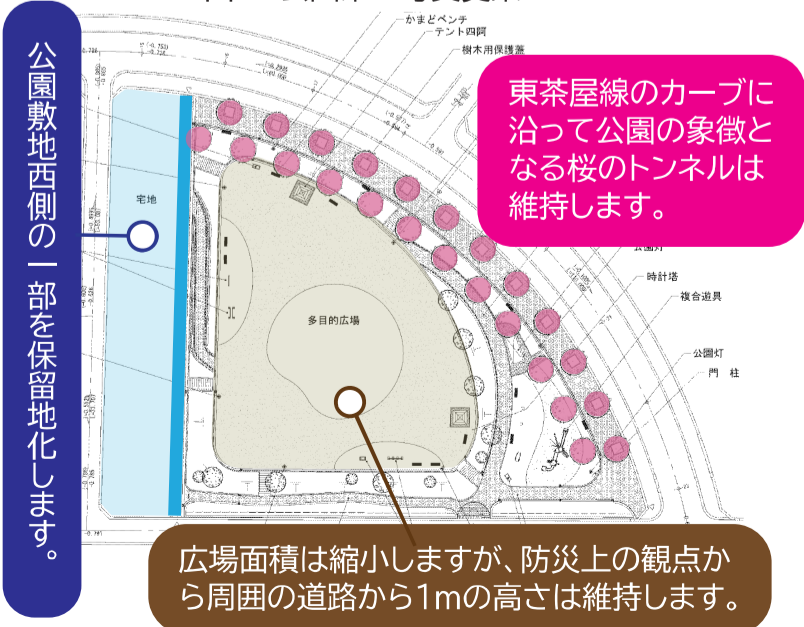 かまどベンチ
テント四阿
樹木用保護蓋
公園敷地西側の一部を保留地化します。
東茶屋線のカーブに
沿って公園の象徴と
なる桜のトンネルは
維持します。
宅地
公園灯
時計塔
複合遊具
多目的広場
公園灯
門 柱
広場面積は縮小しますが、防災上の観点か
ら周囲の道路から1mの高さは維持します。